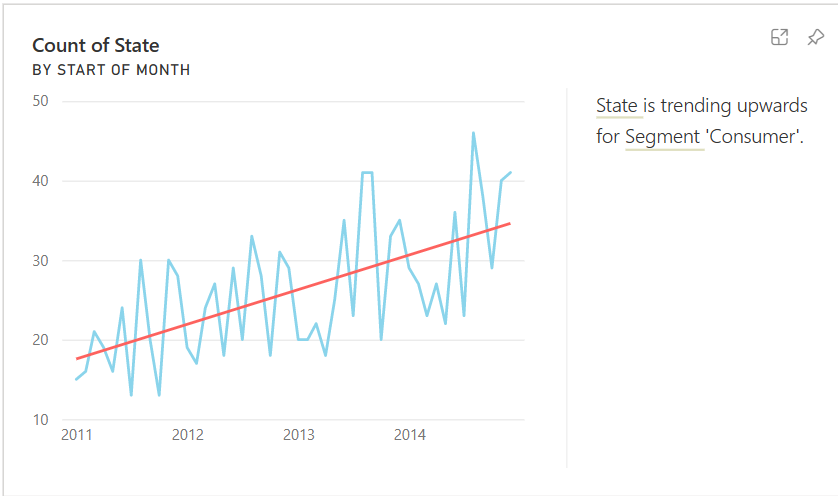 Count of State
BY START OF MONTH
50
40
30
20
10
2011 2012 2013 2014
State is trending upwards
for Segment 'Consumer'.